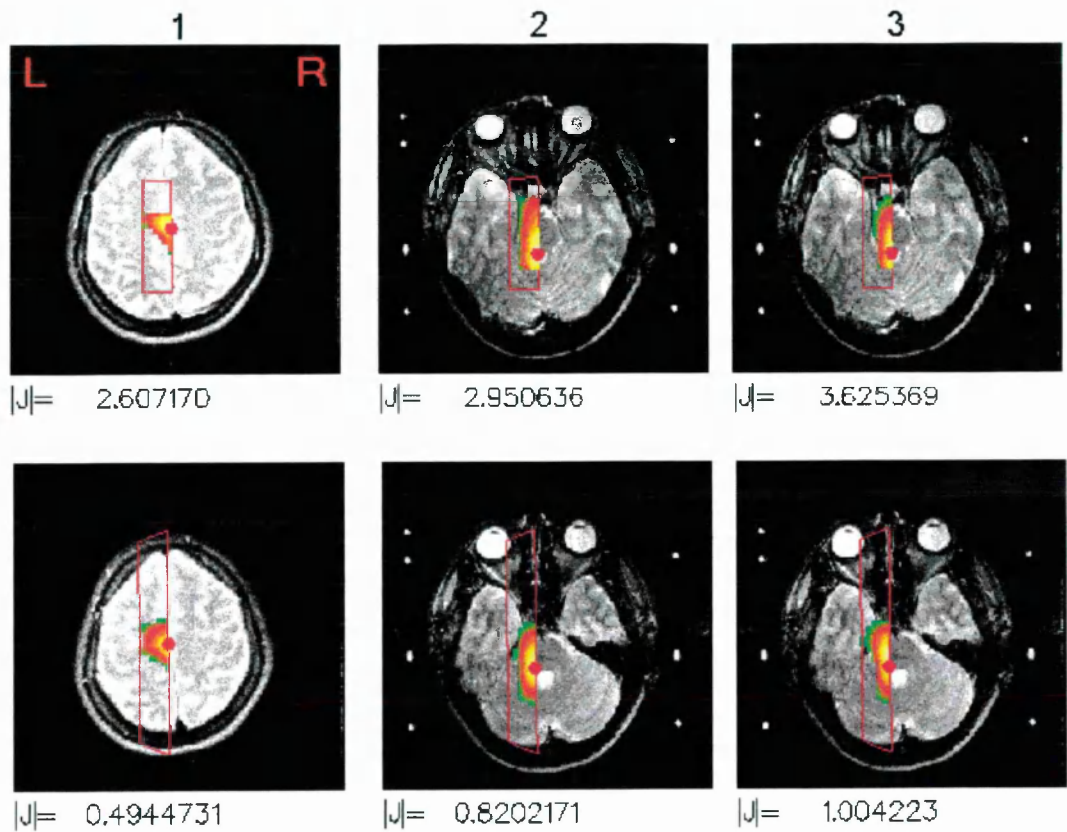 1 2 3
L R
|J|= 2.607170 |J|= 2.950636 |J|= 3.625369
|J|= 0.4944731 |J|= 0.8202171 |J|= 1.004223